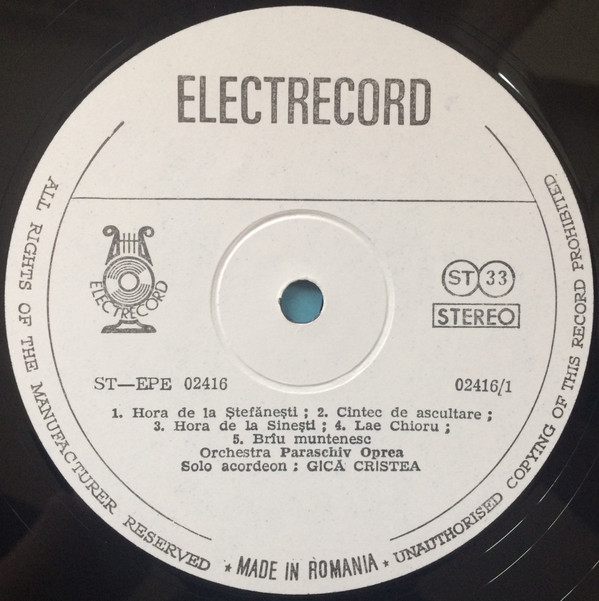 ELECTRECORD
ELECTRECORD
ST 33
STEREO
ST—EPE 02416
02416/1
1. Hora de la Ştefăneşti ; 2. Cîntec de ascultare ;
3. Hora de la Sineşti ; 4. Lae Chioru ;
5. Brîu muntenesc
Orchestra Paraschiv Oprea
Solo acordeon : GICĂ CRISTEA
ALL RIGHTS OF THE MANUFACTURER RESERVED * MADE IN ROMANIA * UNAUTHORISED COPYING OF THIS RECORD PROHIBITED